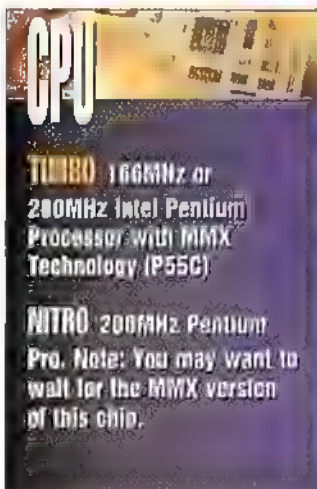 CPU
TURBO 166MHz or
200MHz Intel Pentium
Processor with MMX
Technology (P55C)
NITRO 200MHz Pentium
Pro. Note: You may want to
wait for the MMX version
of this chip.